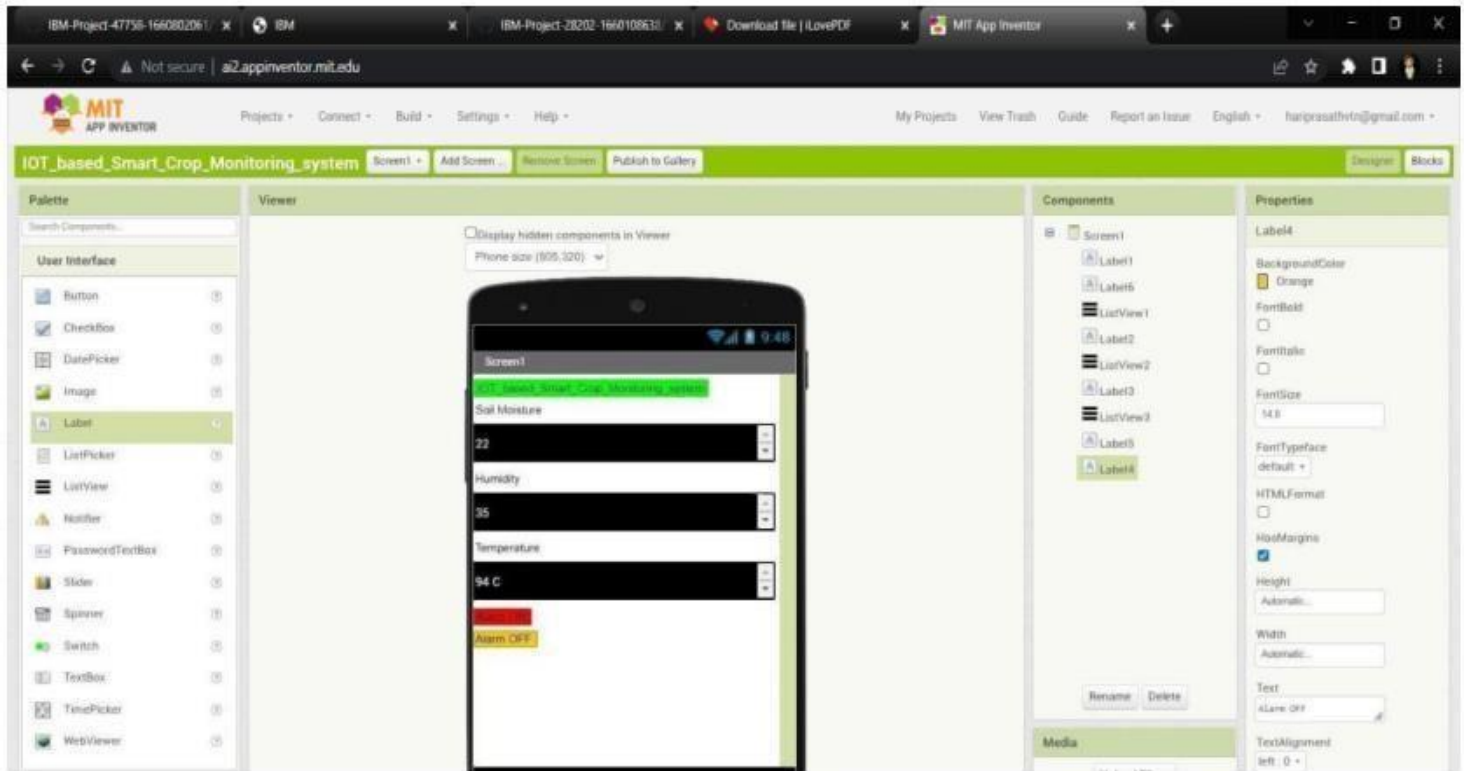 IBM-Project-47756-1660802061/
IBM
IBM-Project-28202-1660108638/
Download file | iLovePDF
MIT App Inventor
Not secure | ai2.appinventor.mit.edu
MIT
APP INVENTOR
Projects
Connect
Build
Settings
Help
My Projects
View Trash
Guide
Report an Issue
English
hariprasathvtn@gmail.com
IOT_based_Smart_Crop_Monitoring_system
Screen1
Add Screen ...
Remove Screen
Publish to Gallery
Designer
Blocks
Palette
Search Components...
User Interface
Button
CheckBox
DatePicker
Image
Label
ListPicker
ListView
Notifier
PasswordTextBox
Slider
Spinner
Switch
TextBox
TimePicker
WebViewer
Viewer
Display hidden components in Viewer
Phone size (505,320)
9:48
Screen1
IOT_based_Smart_Crop_Monitoring_system
Soil Moisture
22
Humidity
35
Temperature
94 C
Alarm ON
Alarm OFF
Components
Screen1
Label1
Label6
ListView1
Label2
ListView2
Label3
ListView3
Label5
Label4
Rename
Delete
Media
Properties
Label4
BackgroundColor
Orange
FontBold
FontItalic
FontSize
14.0
FontTypeface
default
HTMLFormat
HasMargins
Height
Automatic...
Width
Automatic...
Text
Alarm OFF
TextAlignment
left : 0